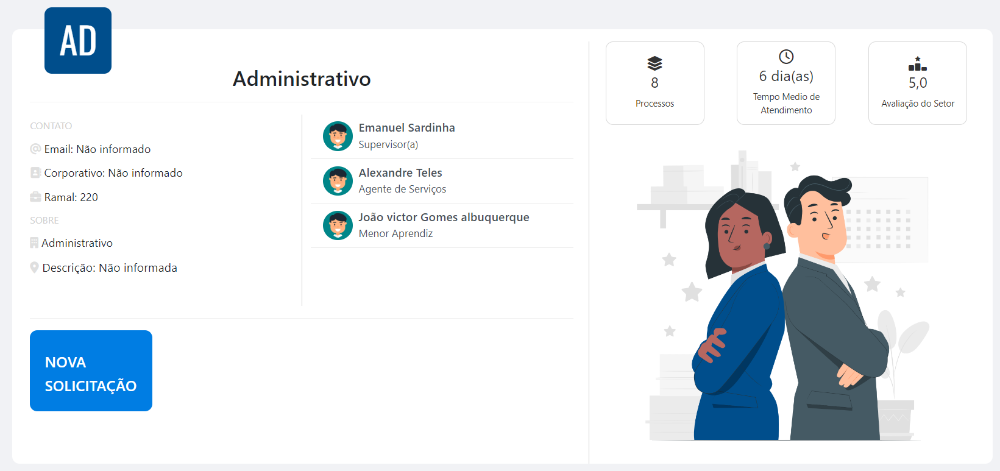 AD
Administrativo
CONTATO
Email: Não informado
Corporativo: Não informado
Ramal: 220
SOBRE
Administrativo
Descrição: Não informada
Emanuel Sardinha
Supervisor(a)
Alexandre Teles
Agente de Serviços
João victor Gomes albuquerque
Menor Aprendiz
NOVA
SOLICITAÇÃO
8
Processos
6 dia(as)
Tempo Medio de
Atendimento
5,0
Avaliação do Setor